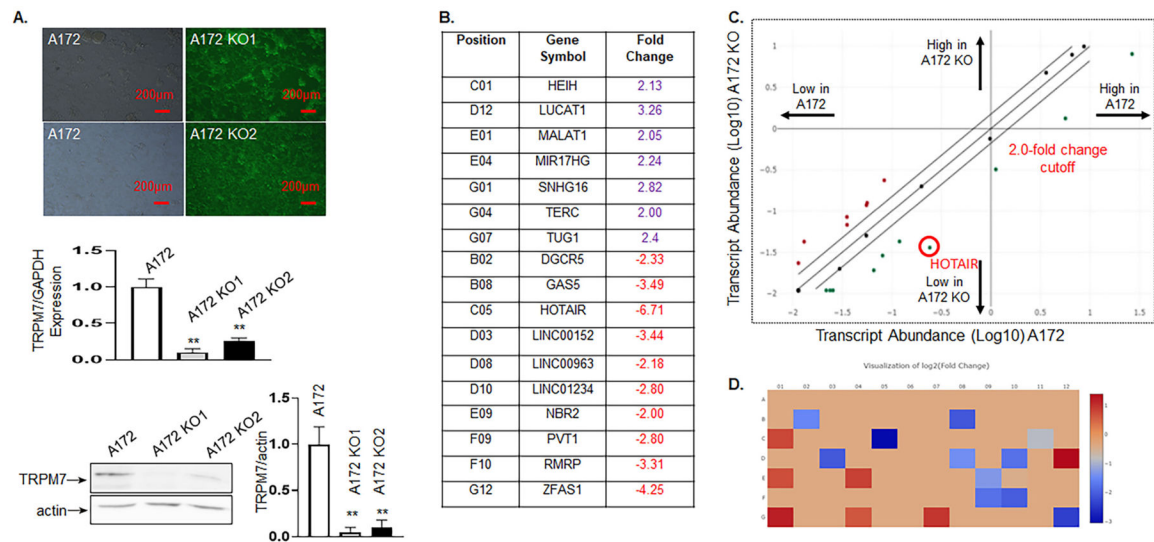 A.
A172
A172 KO1
200µm
200µm
A172
A172 KO2
200µm
200µm
TRPM7/GAPDH
Expression
1.5
1.0
0.5
0.0
A172
A172 KO1
A172 KO2
**
**
A172
A172 KO1
A172 KO2
TRPM7
actin
TRPM7/actin
1.5
1.0
0.5
0.0
A172
A172 KO1
A172 KO2
**
**
B.
Position Gene Symbol Fold Change
C01 HEIH 2.13
D12 LUCAT1 3.26
E01 MALAT1 2.05
E04 MIR17HG 2.24
G01 SNHG16 2.82
G04 TERC 2.00
G07 TUG1 2.4
B02 DGCR5 -2.33
B08 GAS5 -3.49
C05 HOTAIR -6.71
D03 LINC00152 -3.44
D08 LINC00963 -2.18
D10 LINC01234 -2.80
E09 NBR2 -2.00
F09 PVT1 -2.80
F10 RMRP -3.31
G12 ZFAS1 -4.25
C.
Transcript Abundance (Log10) A172 KO
1
0.5
0
-0.5
-1
-1.5
-2
High in
A172 KO
Low in
A172
High in
A172
2.0-fold change
cutoff
HOTAIR
Low in
A172 KO
-2 -1.5 -1 -0.5 0 0.5 1 1.5
Transcript Abundance (Log10) A172
D.
Visualization of log2(Fold Change)
01 02 03 04 05 06 07 08 09 10 11 12
A
B
C
D
E
F
G
1
0
-1
-2
-3